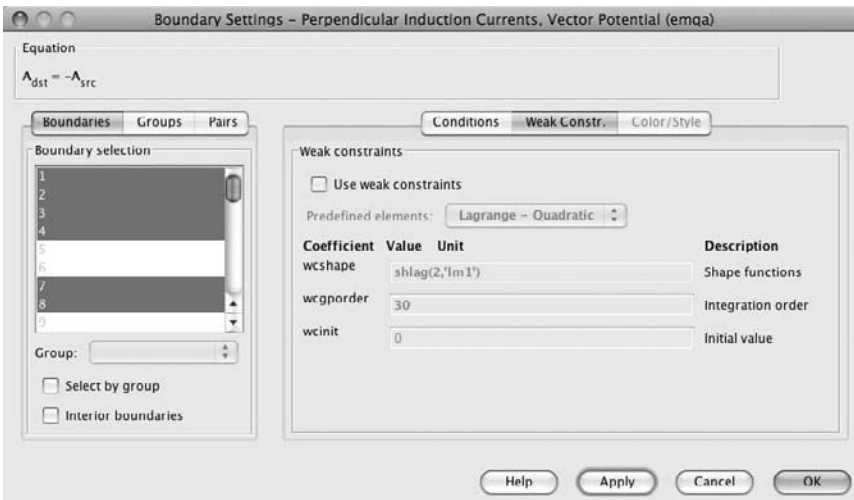 Boundary Settings – Perpendicular Induction Currents, Vector Potential (emqa)
Equation
A_dst = -A_src
Boundaries Groups Pairs
Boundary selection
1
2
3
4
5
6
7
8
9
Group:
Select by group
Interior boundaries
Conditions Weak Constr. Color/Style
Weak constraints
Use weak constraints
Predefined elements: Lagrange – Quadratic
Coefficient Value Unit Description
wcshape shlag(2,'lm1') Shape functions
wcgporder 30 Integration order
wcinit 0 Initial value
Help Apply Cancel OK